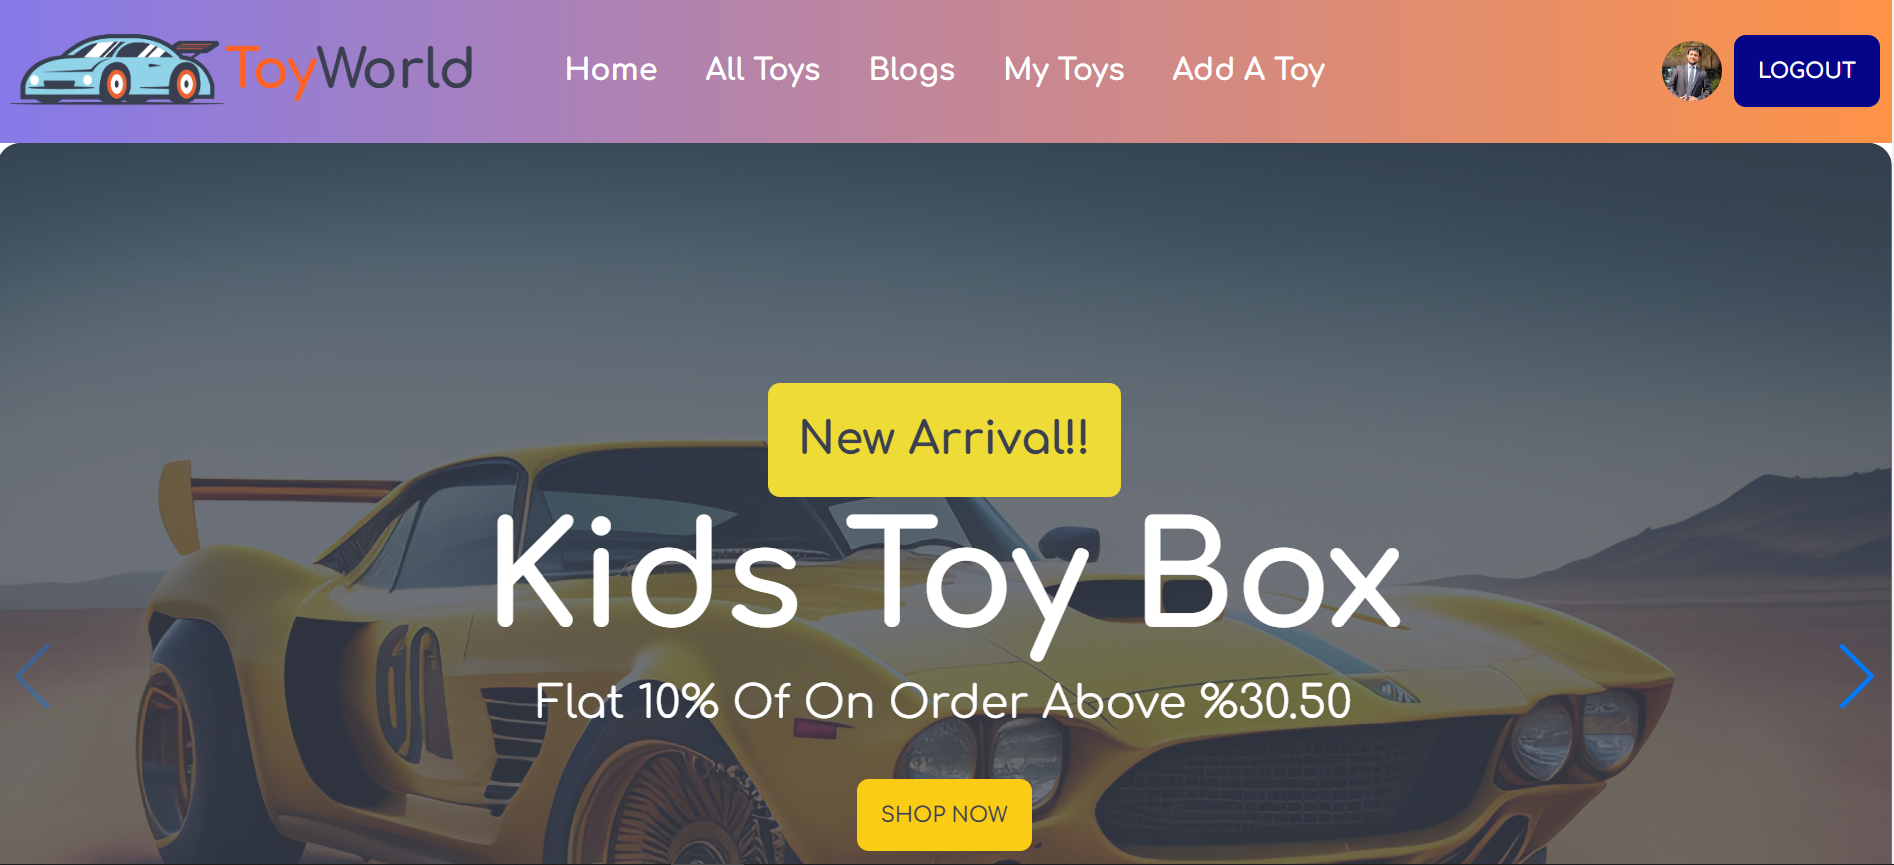 ToyWorld
Home
All Toys
Blogs
My Toys
Add A Toy
LOGOUT
New Arrival!!
Kids Toy Box
Flat 10% Of On Order Above %30.50
SHOP NOW